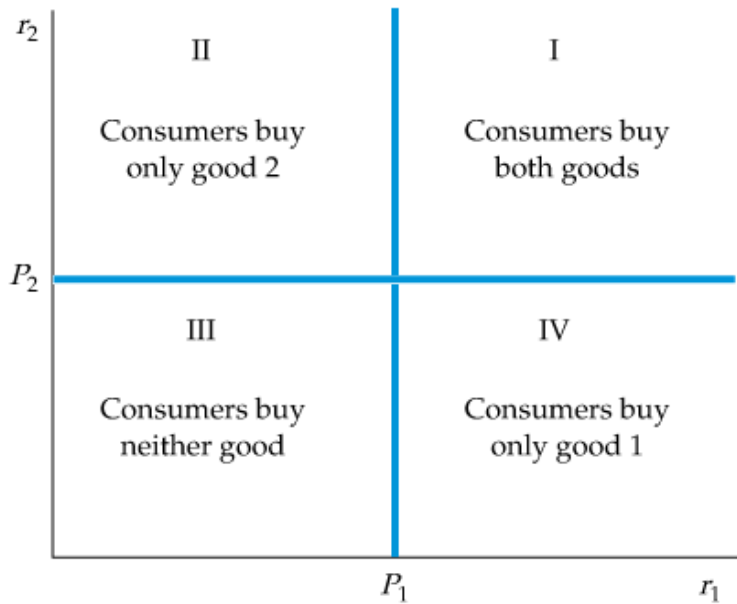 r₂
II
I
Consumers buy
only good 2
Consumers buy
both goods
P₂
III
IV
Consumers buy
neither good
Consumers buy
only good 1
P₁
r₁